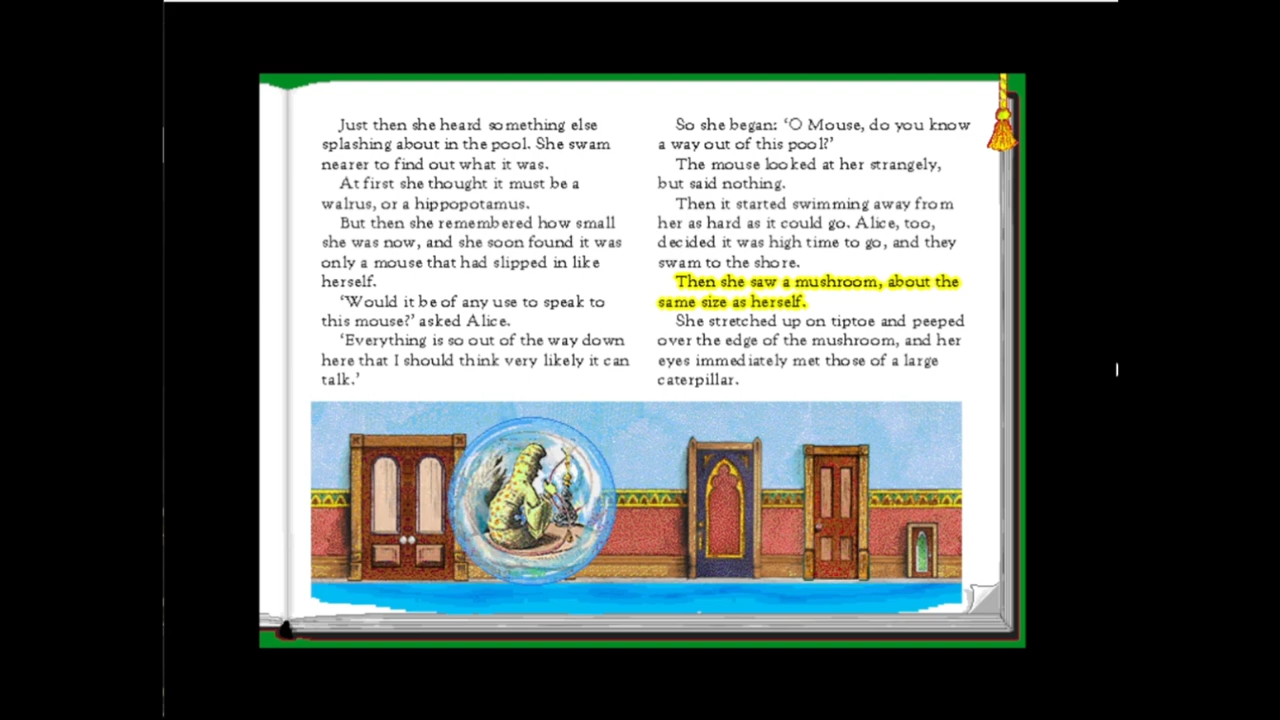 Just then she heard something else
splashing about in the pool. She swam
nearer to find out what it was.
At first she thought it must be a
walrus, or a hippopotamus.
But then she remembered how small
she was now, and she soon found it was
only a mouse that had slipped in like
herself.
‘Would it be of any use to speak to
this mouse?’ asked Alice.
‘Everything is so out of the way down
here that I should think very likely it can
talk.’
So she began: ‘O Mouse, do you know
a way out of this pool?’
The mouse looked at her strangely,
but said nothing.
Then it started swimming away from
her as hard as it could go. Alice, too,
decided it was high time to go, and they
swam to the shore.
Then she saw a mushroom, about the
same size as herself.
She stretched up on tiptoe and peeped
over the edge of the mushroom, and her
eyes immediately met those of a large
caterpillar.